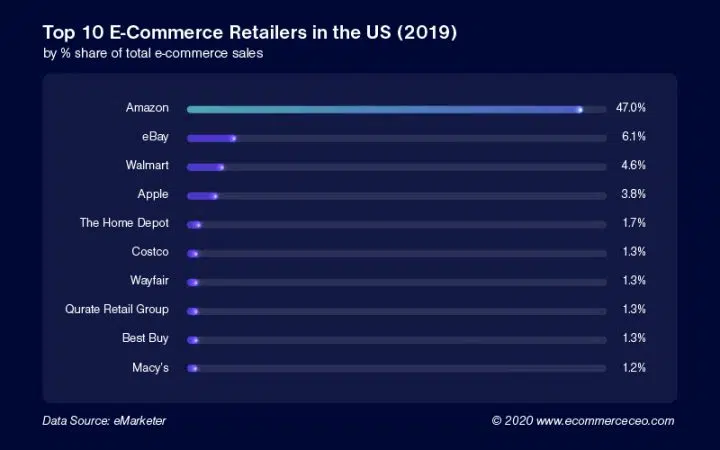 Top 10 E-Commerce Retailers in the US (2019)
by % share of total e-commerce sales
Amazon 47.0%
eBay 6.1%
Walmart 4.6%
Apple 3.8%
The Home Depot 1.7%
Costco 1.3%
Wayfair 1.3%
Qurate Retail Group 1.3%
Best Buy 1.3%
Macy's 1.2%
Data Source: eMarketer © 2020 www.ecommerceceo.com